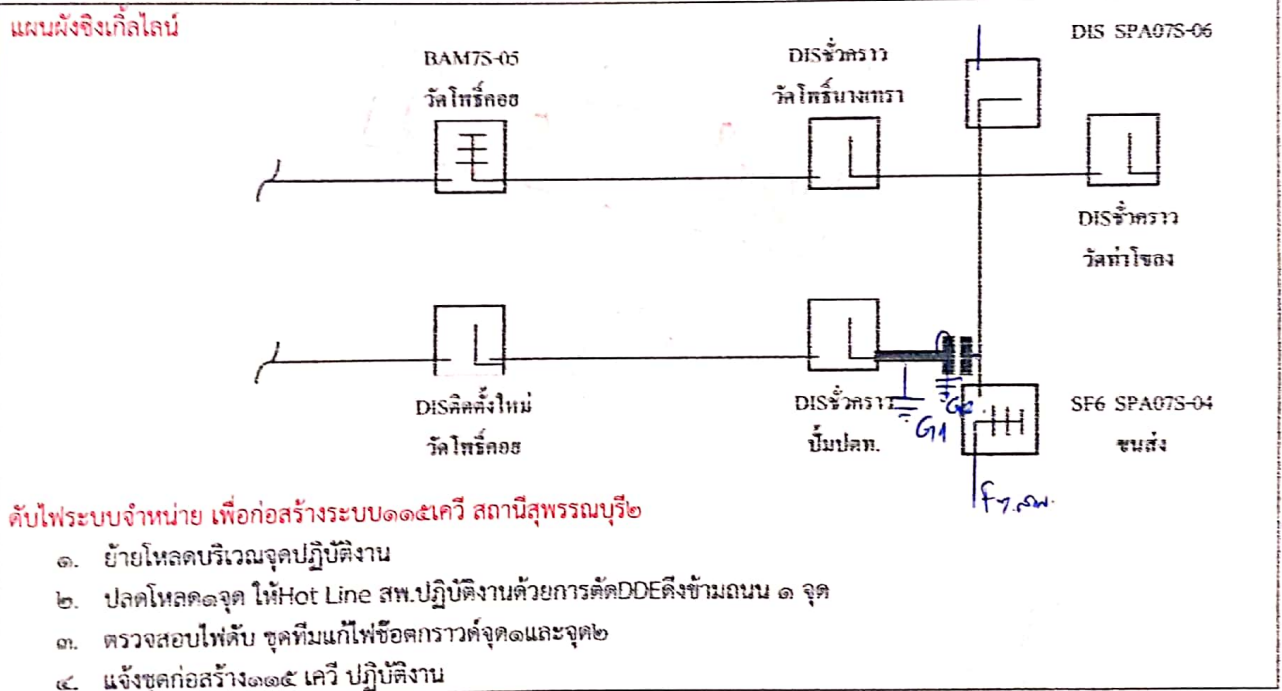 แผนผังซิงเกิ้ลไลน์
BAM7S-05
วัดโพธิ์คอย
DISชั่วคราว
วัดโพธิ์นางเทรา
DIS SPA07S-06
DISชั่วคราว
วัดท่าโขลง
DISติดตั้งใหม่
วัดโพธิ์คอย
DISชั่วคราว
ปั๊มปตท.
G1
G2
SF6 SPA07S-04
ขนส่ง
ดับไฟระบบจำหน่าย เพื่อก่อสร้างระบบ๑๑๕เควี สถานีสุพรรณบุรี๒
๑. ย้ายโหลดบริเวณจุดปฏิบัติงาน
๒. ปลดโหลด๑จุด ให้Hot Line สพ.ปฏิบัติงานด้วยการตัดDDEดึงข้ามถนน ๑ จุด
๓. ตรวจสอบไฟดับ ชุดทีมแก้ไฟช๊อตกราวด์จุด๑และจุด๒
๔. แจ้งชุดก่อสร้าง๑๑๕ เควี ปฏิบัติงาน